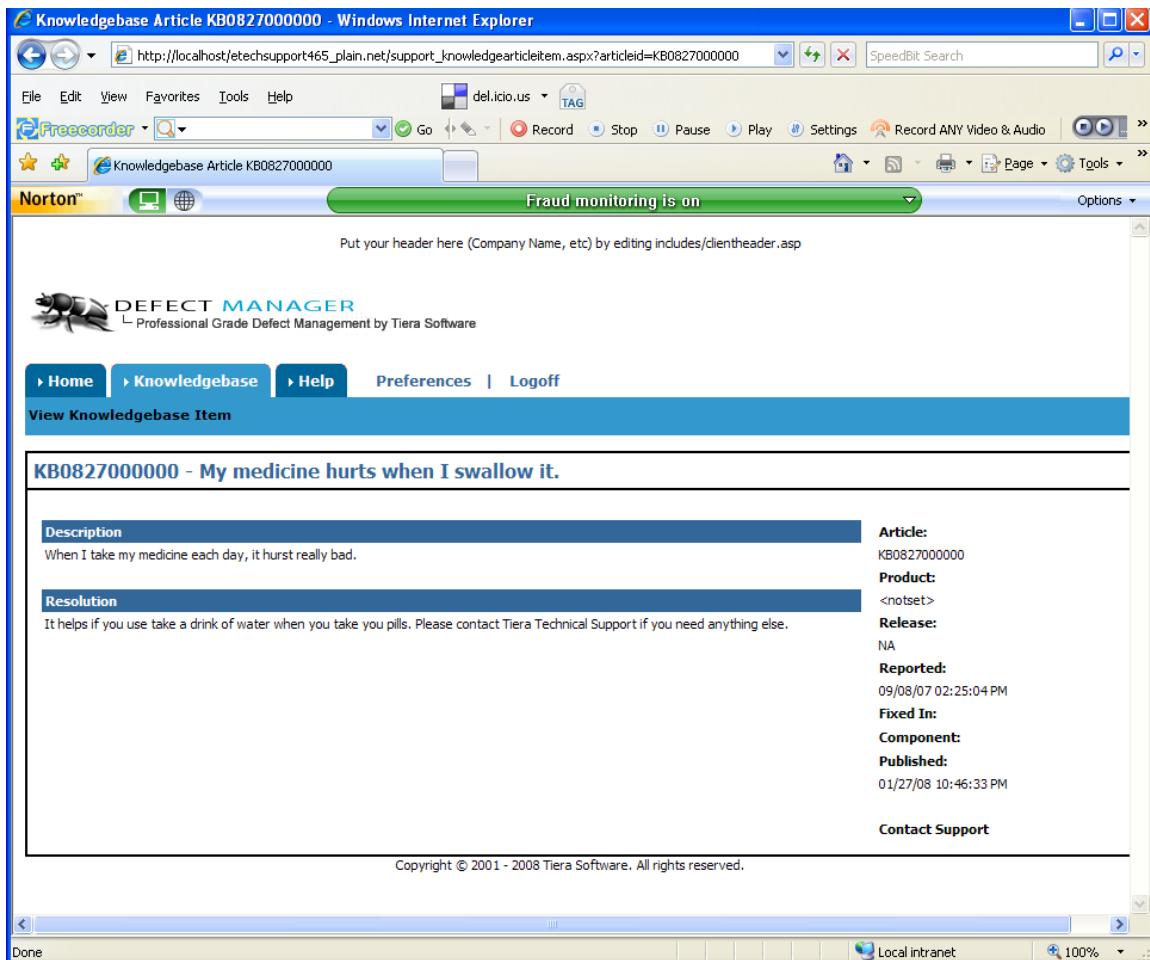 Knowledgebase Article KB0827000000 - Windows Internet Explorer
http://localhost/etechsupport465_plain.net/support_knowledgearticleitem.aspx?articleid=KB0827000000
SpeedBit Search
File Edit View Favorites Tools Help
del.icio.us TAG
Freecorder Go Record Stop Pause Play Settings Record ANY Video & Audio »
Knowledgebase Article KB0827000000
Page Tools »
Norton™ Fraud monitoring is on Options
Put your header here (Company Name, etc) by editing includes/clientheader.asp
DEFECT MANAGER
Professional Grade Defect Management by Tiera Software
Home Knowledgebase Help Preferences | Logoff
View Knowledgebase Item
KB0827000000 - My medicine hurts when I swallow it.
Description
When I take my medicine each day, it hurst really bad.
Resolution
It helps if you use take a drink of water when you take you pills. Please contact Tiera Technical Support if you need anything else.
Article:
KB0827000000
Product:
<notset>
Release:
NA
Reported:
09/08/07 02:25:04 PM
Fixed In:
Component:
Published:
01/27/08 10:46:33 PM
Contact Support
Copyright © 2001 - 2008 Tiera Software. All rights reserved.
Done Local intranet 100%